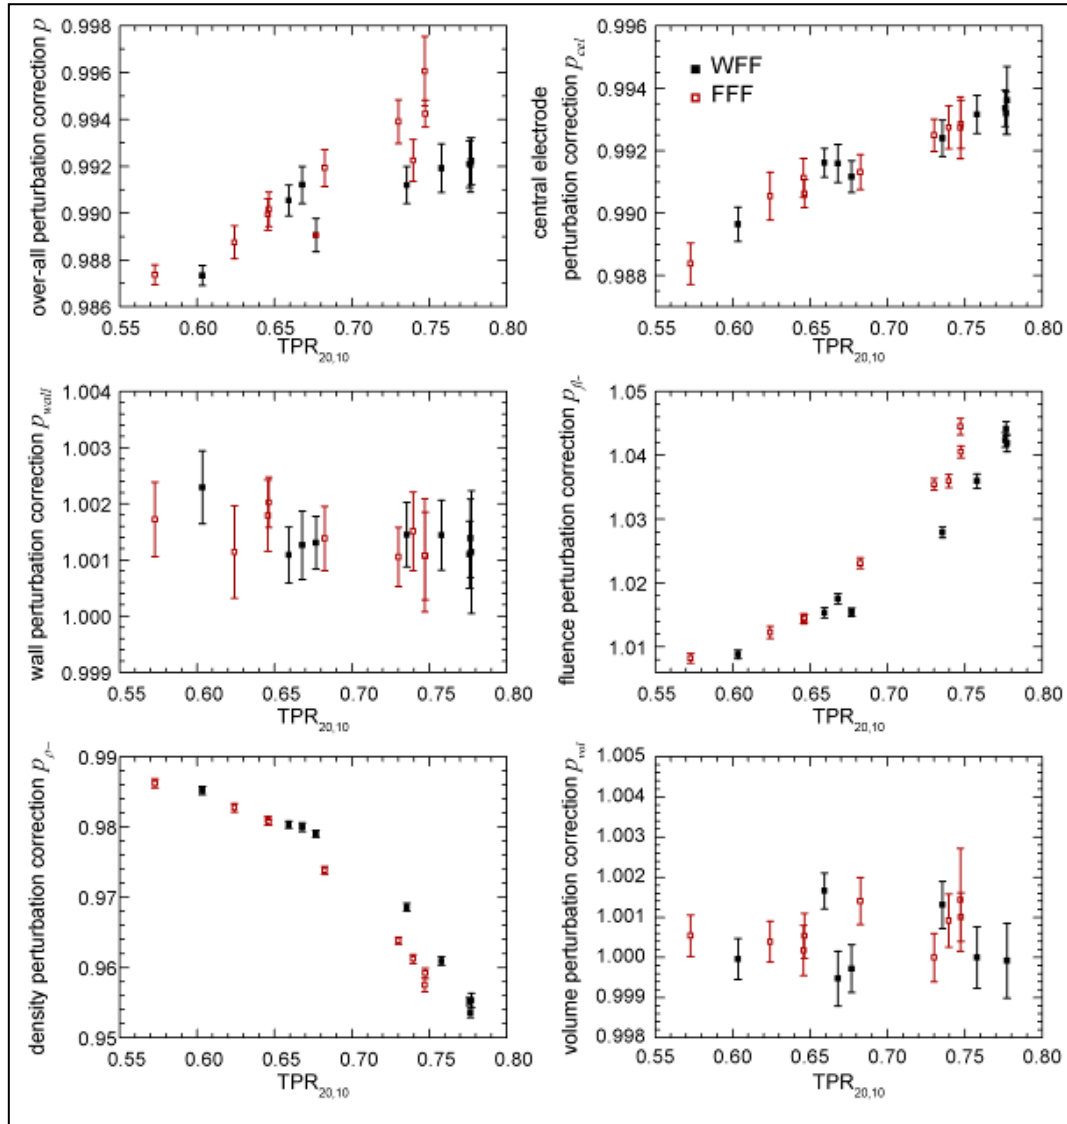 over-all perturbation correction p
0.998
0.996
0.994
0.992
0.990
0.988
0.986
0.55 0.60 0.65 0.70 0.75 0.80
TPR20,10
central electrode
perturbation correction pcel
0.996
0.994
0.992
0.990
0.988
WFF
FFF
0.55 0.60 0.65 0.70 0.75 0.80
TPR20,10
wall perturbation correction pwall
1.004
1.003
1.002
1.001
1.000
0.999
0.55 0.60 0.65 0.70 0.75 0.80
TPR20,10
fluence perturbation correction pfl-
1.05
1.04
1.03
1.02
1.01
0.55 0.60 0.65 0.70 0.75 0.80
TPR20,10
density perturbation correction
0.99
0.98
0.97
0.96
0.95
0.55 0.60 0.65 0.70 0.75 0.80
TPR20,10
volume perturbation correction pvol
1.005
1.004
1.003
1.002
1.001
1.000
0.999
0.998
0.55 0.60 0.65 0.70 0.75 0.80
TPR20,10